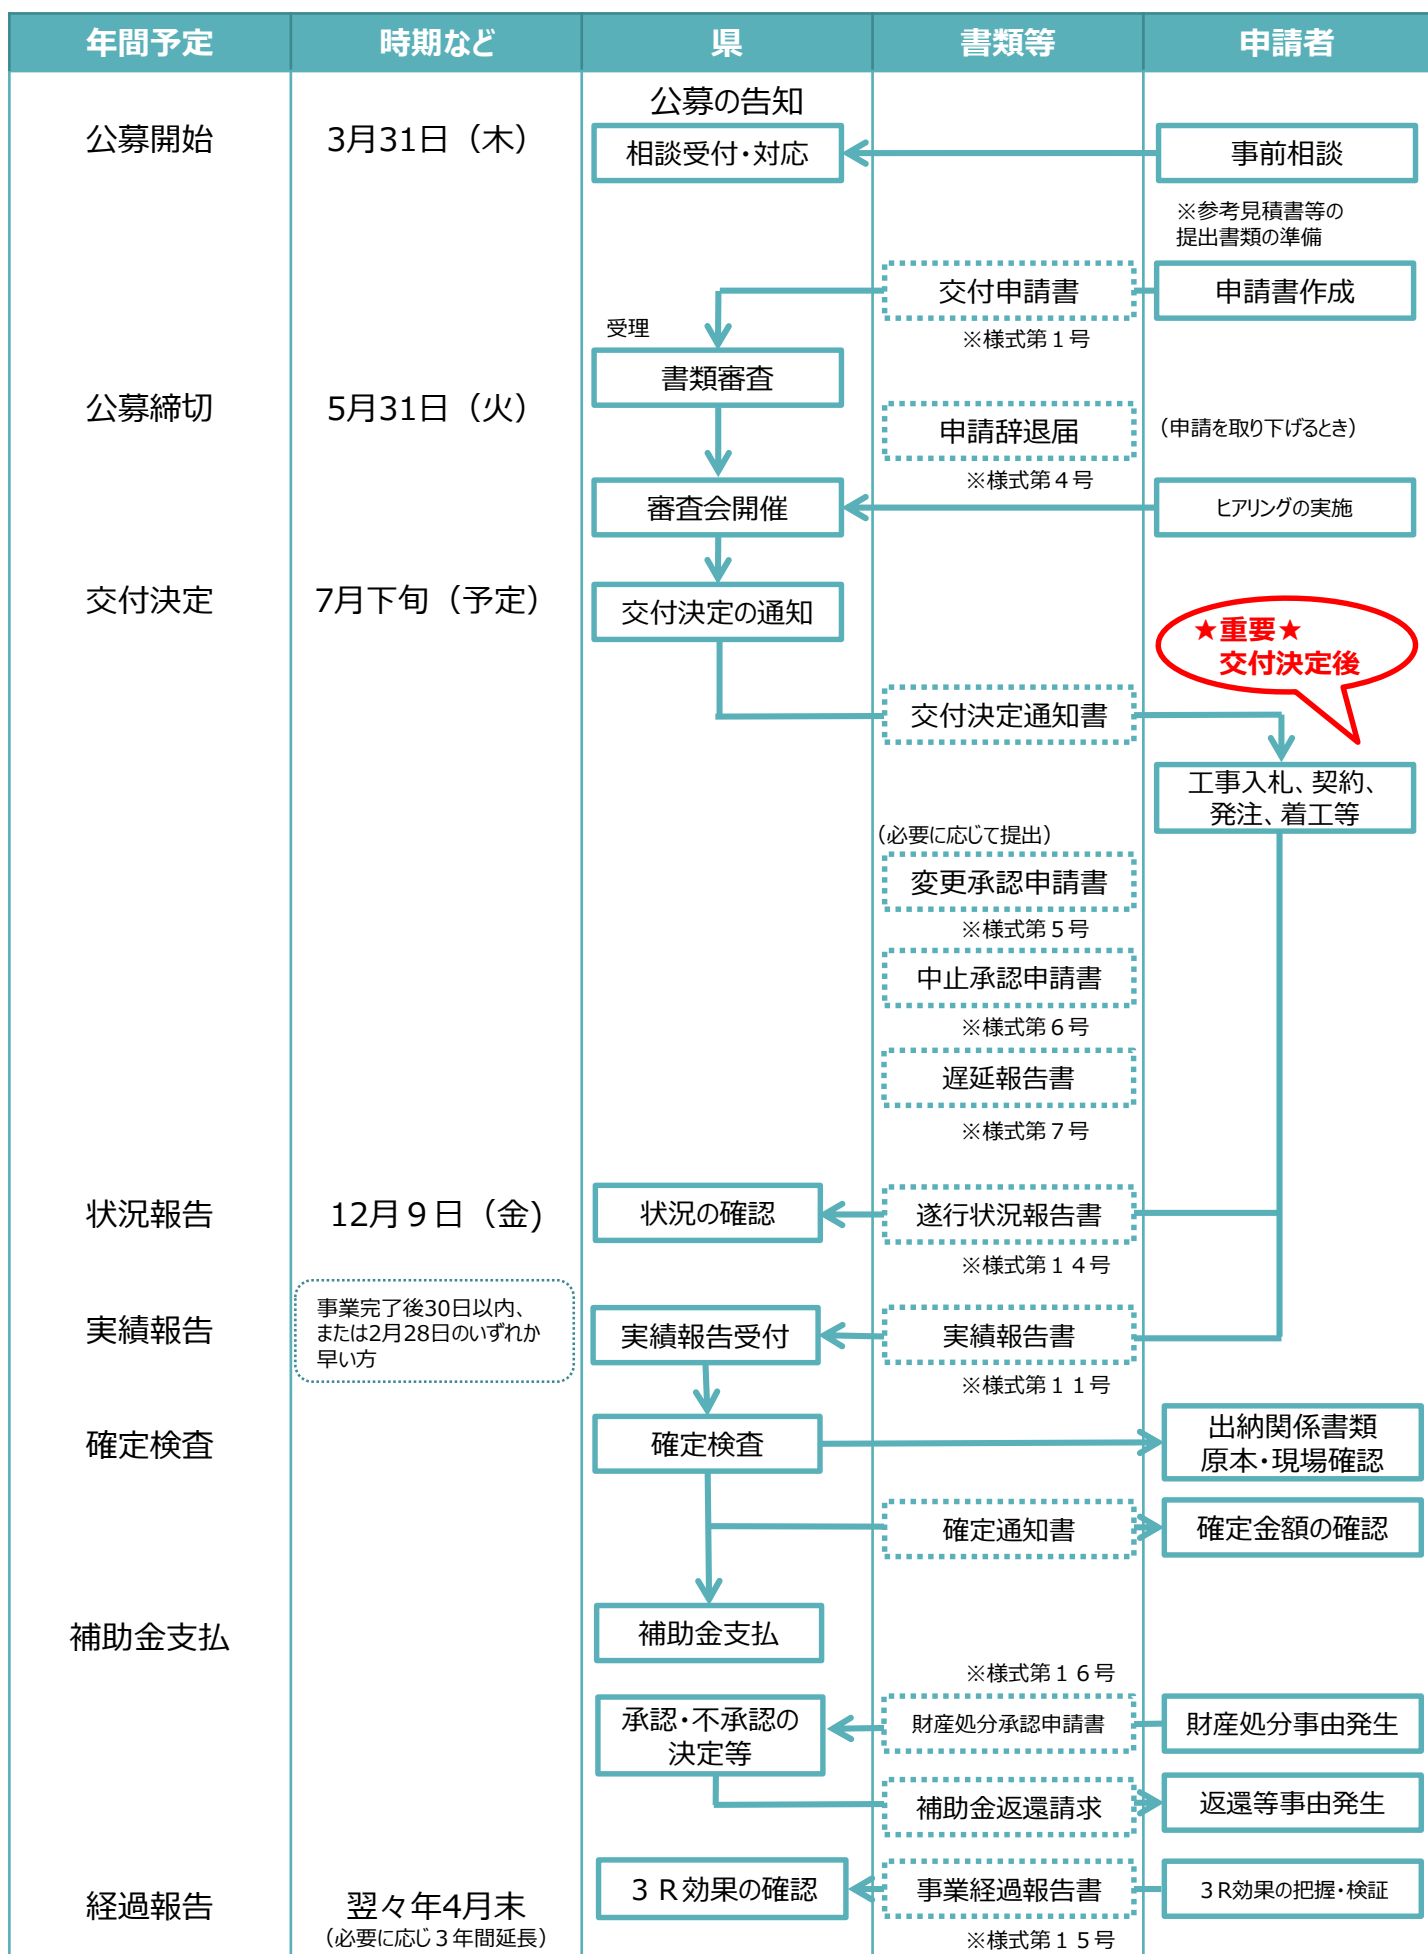 年間予定
時期など
県
書類等
申請者
公募の告知
公募開始
3月31日（木）
相談受付・対応
事前相談
※参考見積書等の
提出書類の準備
交付申請書
申請書作成
受理
※様式第１号
書類審査
公募締切
5月31日（火）
申請辞退届
（申請を取り下げるとき）
※様式第４号
審査会開催
ヒアリングの実施
交付決定
7月下旬（予定）
交付決定の通知
★重要★
交付決定後
交付決定通知書
工事入札、契約、
発注、着工等
（必要に応じて提出）
変更承認申請書
※様式第５号
中止承認申請書
※様式第６号
遅延報告書
※様式第７号
状況報告
12月９日（金)
状況の確認
遂行状況報告書
※様式第１４号
実績報告
事業完了後30日以内、
または2月28日のいずれか
早い方
実績報告受付
実績報告書
※様式第１１号
確定検査
確定検査
出納関係書類
原本・現場確認
確定通知書
確定金額の確認
補助金支払
補助金支払
※様式第１６号
承認・不承認の
決定等
財産処分承認申請書
財産処分事由発生
補助金返還請求
返還等事由発生
経過報告
翌々年4月末
（必要に応じ３年間延長）
３Ｒ効果の確認
事業経過報告書
３Ｒ効果の把握・検証
※様式第１５号